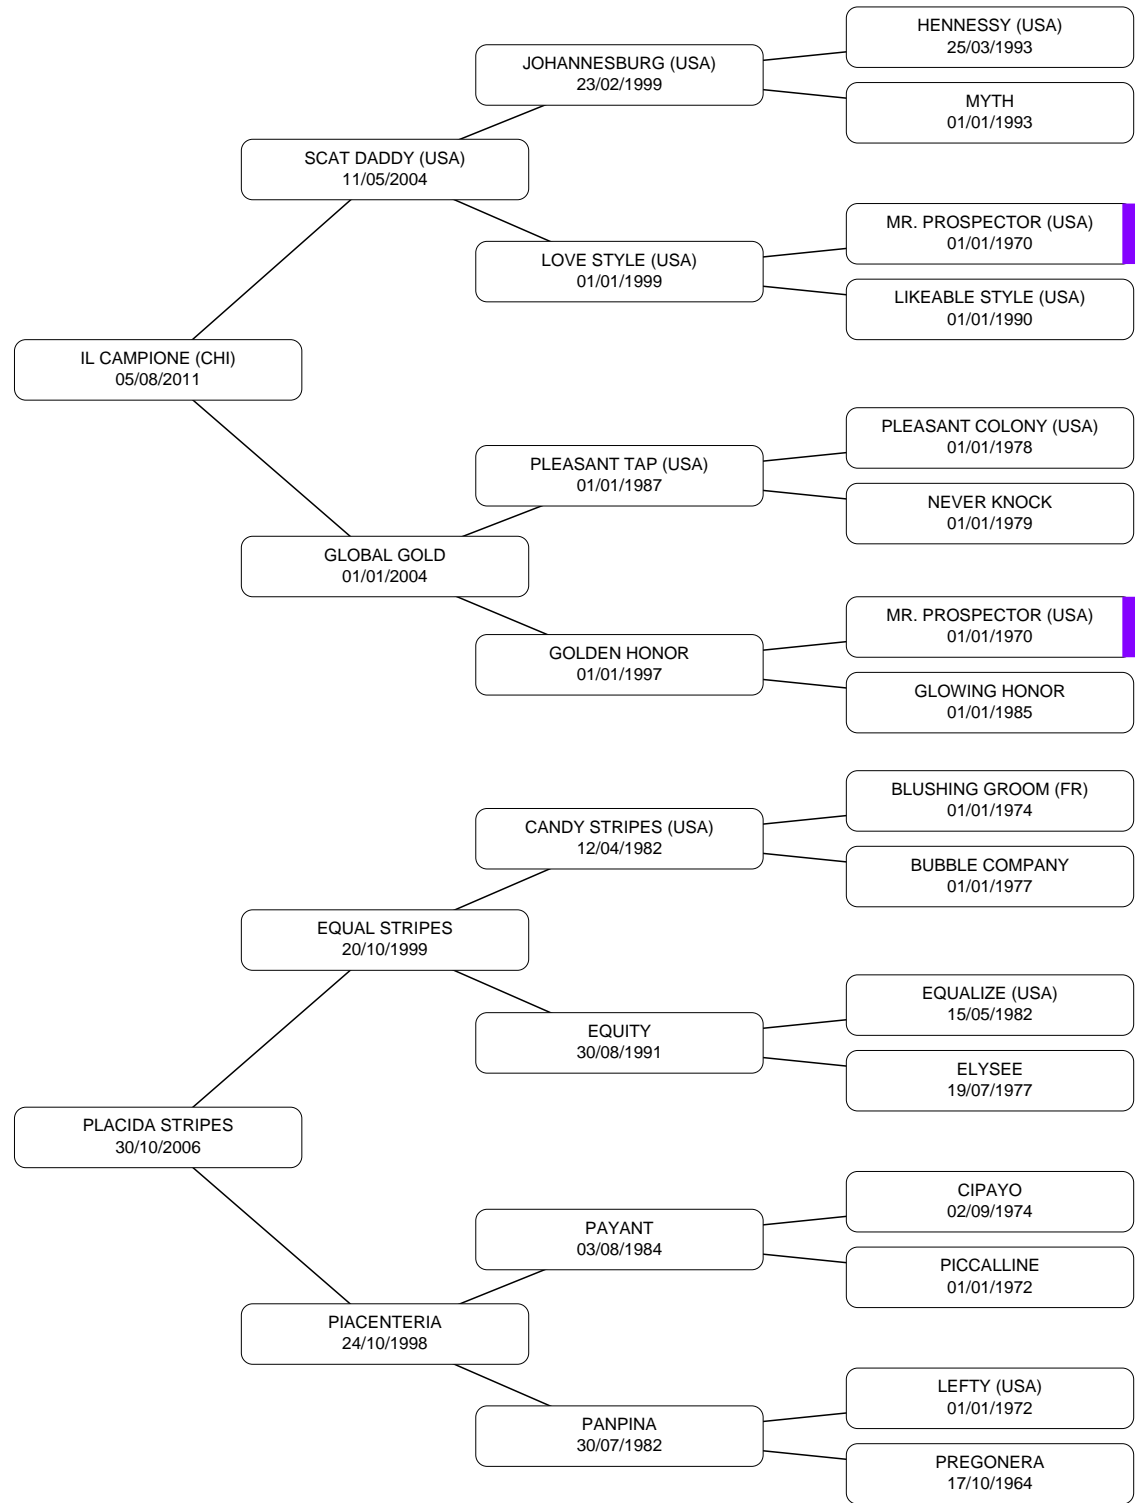 HENNESSY (USA)
25/03/1993
JOHANNESBURG (USA)
23/02/1999
MYTH
01/01/1993
SCAT DADDY (USA)
11/05/2004
MR. PROSPECTOR (USA)
01/01/1970
LOVE STYLE (USA)
01/01/1999
LIKEABLE STYLE (USA)
01/01/1990
IL CAMPIONE (CHI)
05/08/2011
PLEASANT COLONY (USA)
01/01/1978
PLEASANT TAP (USA)
01/01/1987
NEVER KNOCK
01/01/1979
GLOBAL GOLD
01/01/2004
MR. PROSPECTOR (USA)
01/01/1970
GOLDEN HONOR
01/01/1997
GLOWING HONOR
01/01/1985
BLUSHING GROOM (FR)
01/01/1974
CANDY STRIPES (USA)
12/04/1982
BUBBLE COMPANY
01/01/1977
EQUAL STRIPES
20/10/1999
EQUALIZE (USA)
15/05/1982
EQUITY
30/08/1991
ELYSEE
19/07/1977
PLACIDA STRIPES
30/10/2006
CIPAYO
02/09/1974
PAYANT
03/08/1984
PICCALLINE
01/01/1972
PIACENTERIA
24/10/1998
LEFTY (USA)
01/01/1972
PANPINA
30/07/1982
PREGONERA
17/10/1964